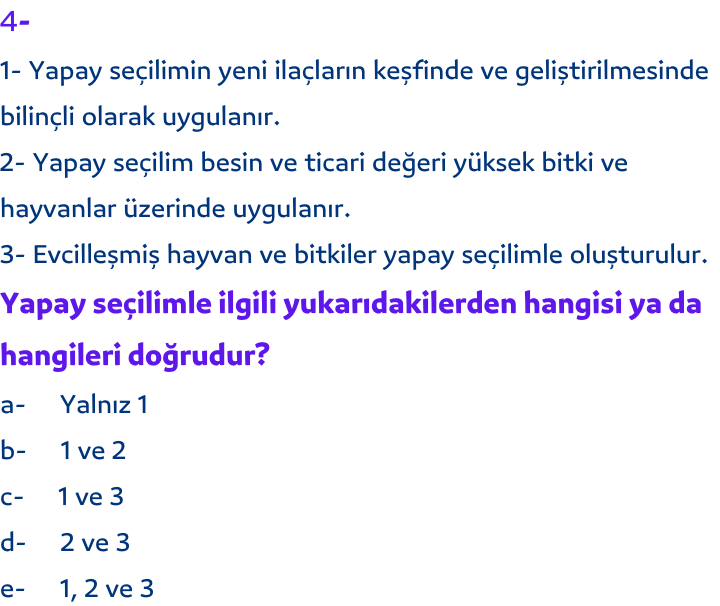 4-
1- Yapay seçilimin yeni ilaçların keşfinde ve geliştirilmesinde
bilinçli olarak uygulanır.
2- Yapay seçilim besin ve ticari değeri yüksek bitki ve
hayvanlar üzerinde uygulanır.
3- Evcilleşmiş hayvan ve bitkiler yapay seçilimle oluşturulur.
Yapay seçilimle ilgili yukarıdakilerden hangisi ya da
hangileri doğrudur?
a- Yalnız 1
b- 1 ve 2
c- 1 ve 3
d- 2 ve 3
e- 1, 2 ve 3